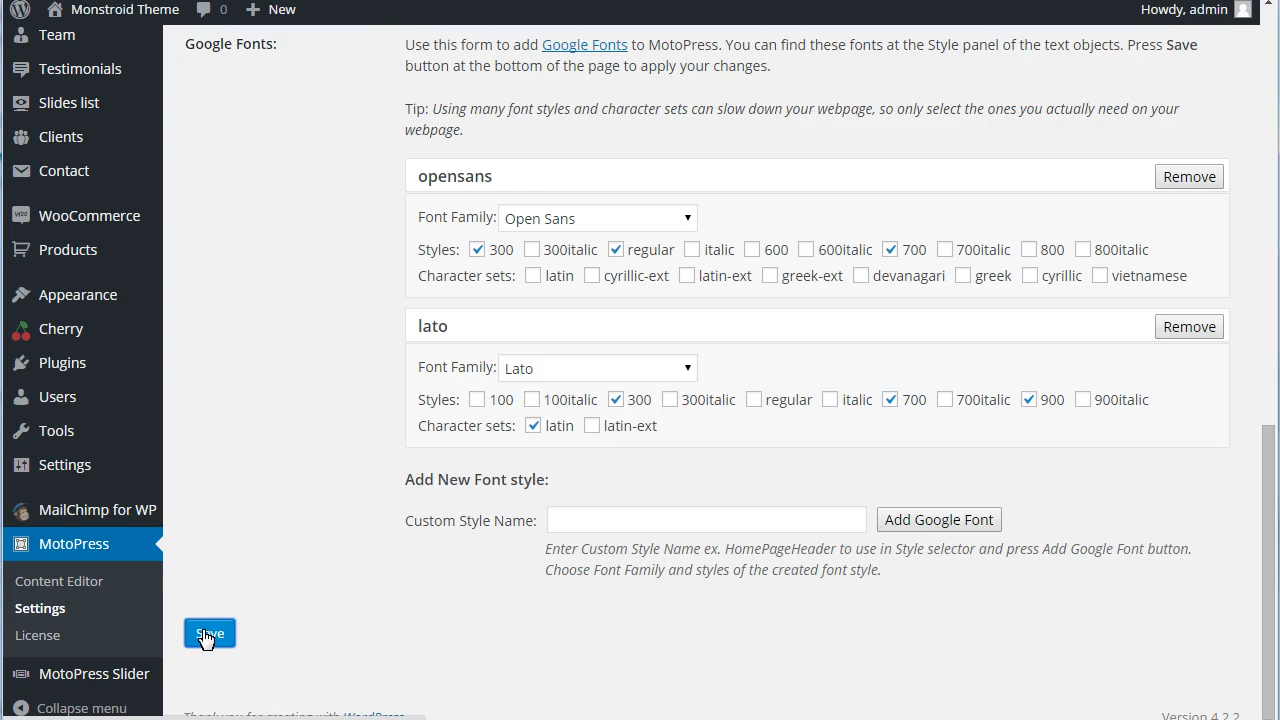 Monstroid Theme 0 New Howdy, admin
Team
Testimonials
Slides list
Clients
Contact
WooCommerce
Products
Appearance
Cherry
Plugins
Users
Tools
Settings
MailChimp for WP
MotoPress
Content Editor
Settings
License
MotoPress Slider
Collapse menu
Google Fonts:
Use this form to add Google Fonts to MotoPress. You can find these fonts at the Style panel of the text objects. Press Save
button at the bottom of the page to apply your changes.
Tip: Using many font styles and character sets can slow down your webpage, so only select the ones you actually need on your
webpage.
opensans Remove
Font Family: Open Sans
Styles: 300 300italic regular italic 600 600italic 700 700italic 800 800italic
Character sets: latin cyrillic-ext latin-ext greek-ext devanagari greek cyrillic vietnamese
lato Remove
Font Family: Lato
Styles: 100 100italic 300 300italic regular italic 700 700italic 900 900italic
Character sets: latin latin-ext
Add New Font style:
Custom Style Name: Add Google Font
Enter Custom Style Name ex. HomePageHeader to use in Style selector and press Add Google Font button.
Choose Font Family and styles of the created font style.
Save
Thank you for creating with WordPress Version 4.2.2